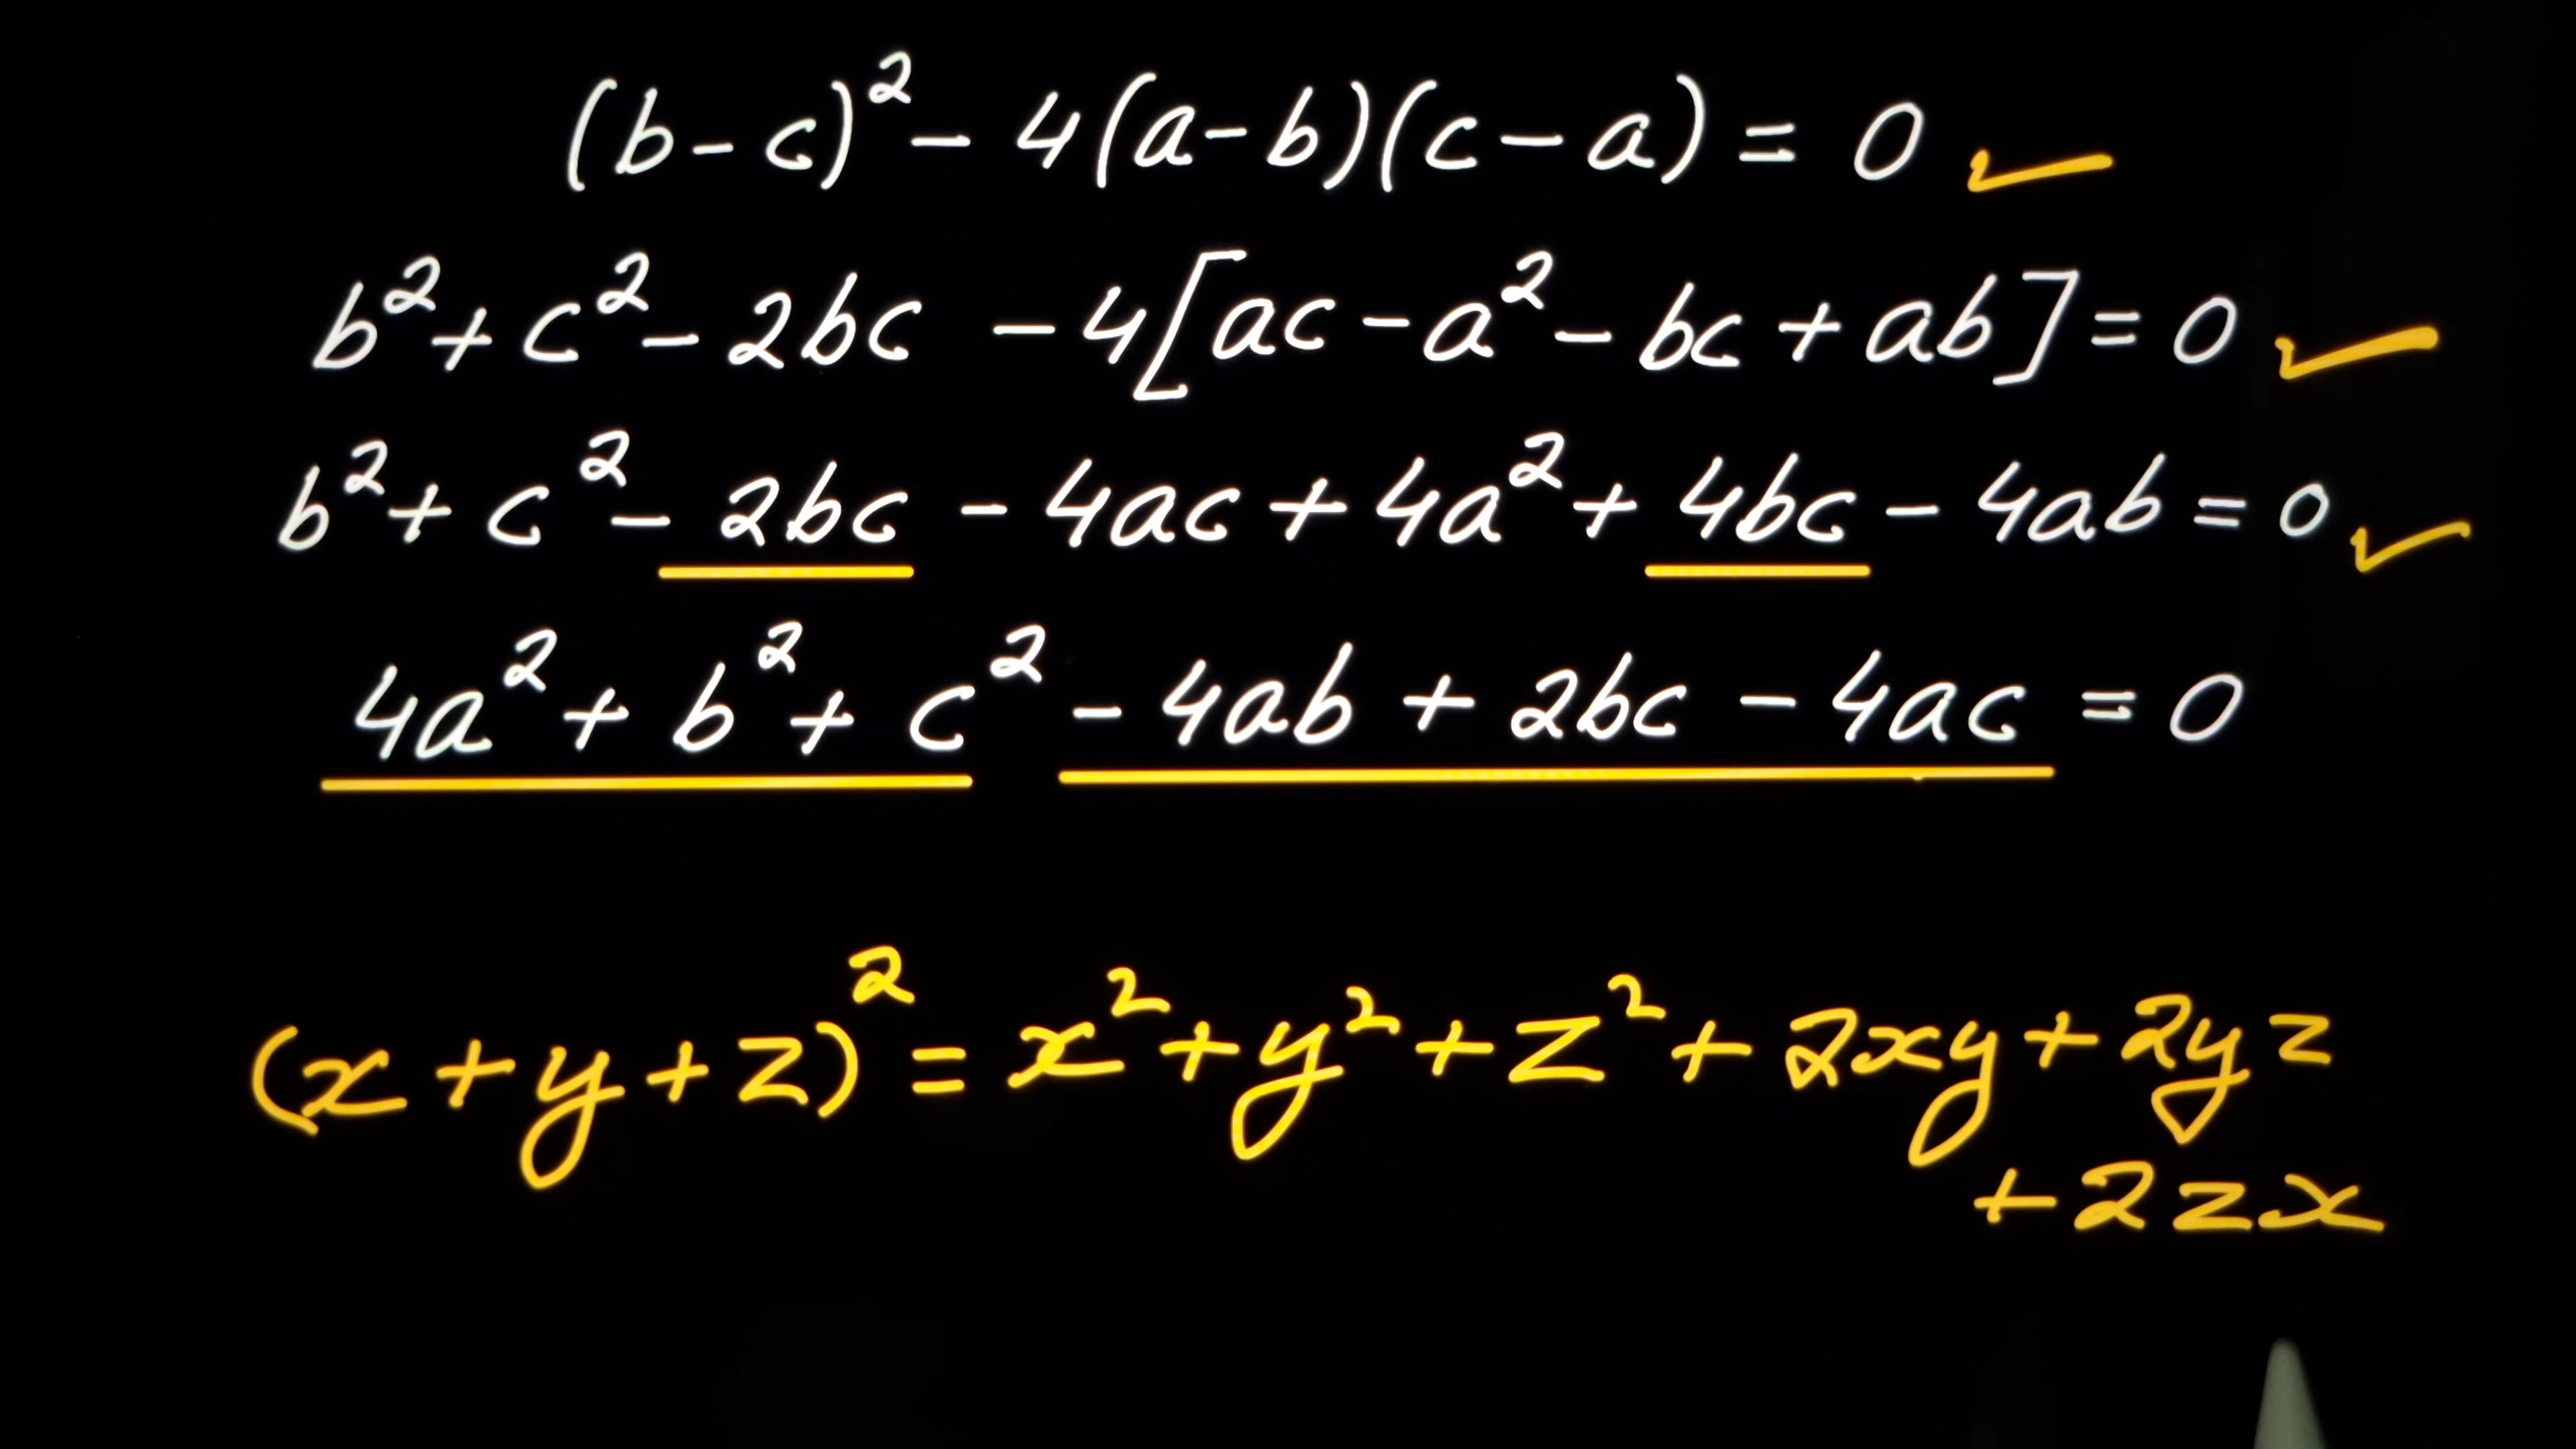 (b-c)² - 4(a-b)(c-a) = 0
b² + c² - 2bc - 4[ac - a² - bc + ab] = 0
b² + c² - 2bc - 4ac + 4a² + 4bc - 4ab = 0
4a² + b² + c² - 4ab + 2bc - 4ac = 0
(x+y+z)² = x² + y² + z² + 2xy + 2yz
+ 2zx